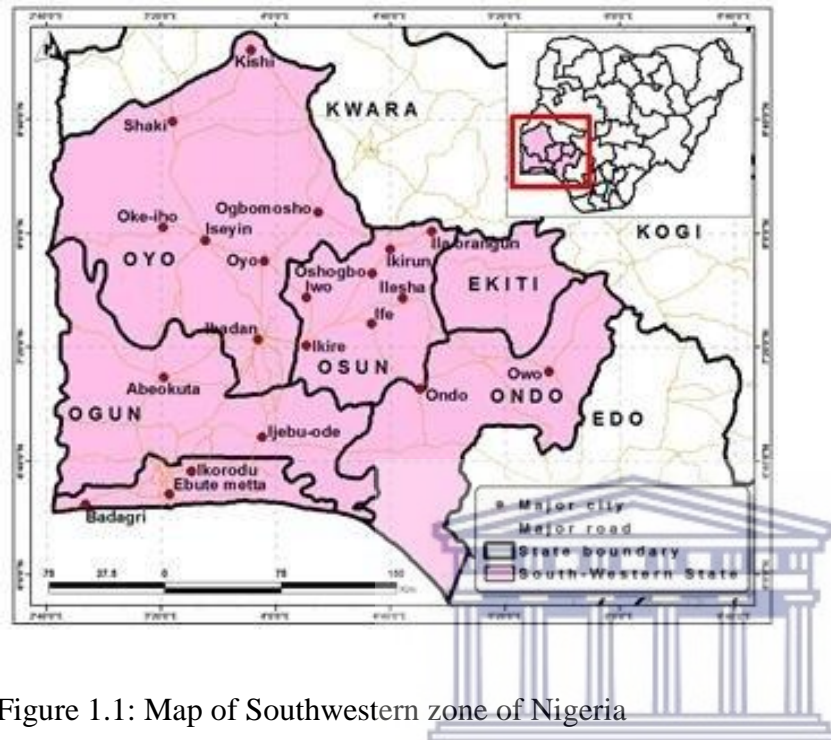 Kishi
KWARA
Shaki
Ogbomosho
Oke-iho
Iseyin
KOGI
OYO
Oyo
Ila orangun
Ikirun
Oshogbo
Iwo
Ilesha
EKITI
Ife
Ibadan
Ikire
OSUN
Abeokuta
Owo
Ondo
ONDO
OGUN
EDO
Ijebu-ode
Ikorodu
Ebute metta
Badagri
Major city
Major road
State boundary
South-Western State
75 37.5 0 75 150
Km
Figure 1.1: Map of Southwestern zone of Nigeria